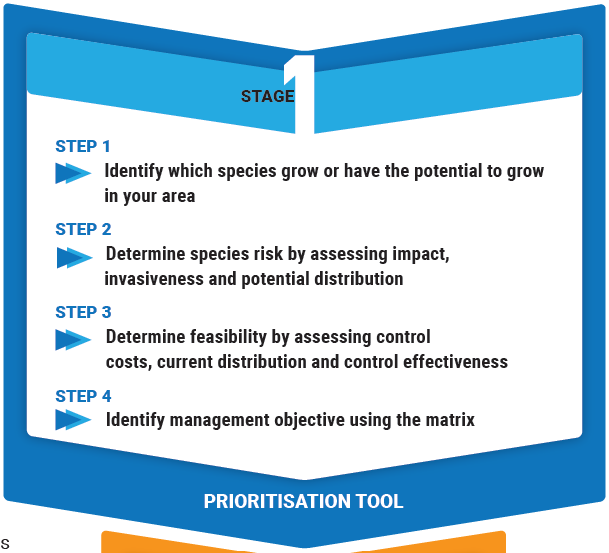 STAGE 1
STEP 1
Identify which species grow or have the potential to grow
in your area
STEP 2
Determine species risk by assessing impact,
invasiveness and potential distribution
STEP 3
Determine feasibility by assessing control
costs, current distribution and control effectiveness
STEP 4
Identify management objective using the matrix
PRIORITISATION TOOL
s